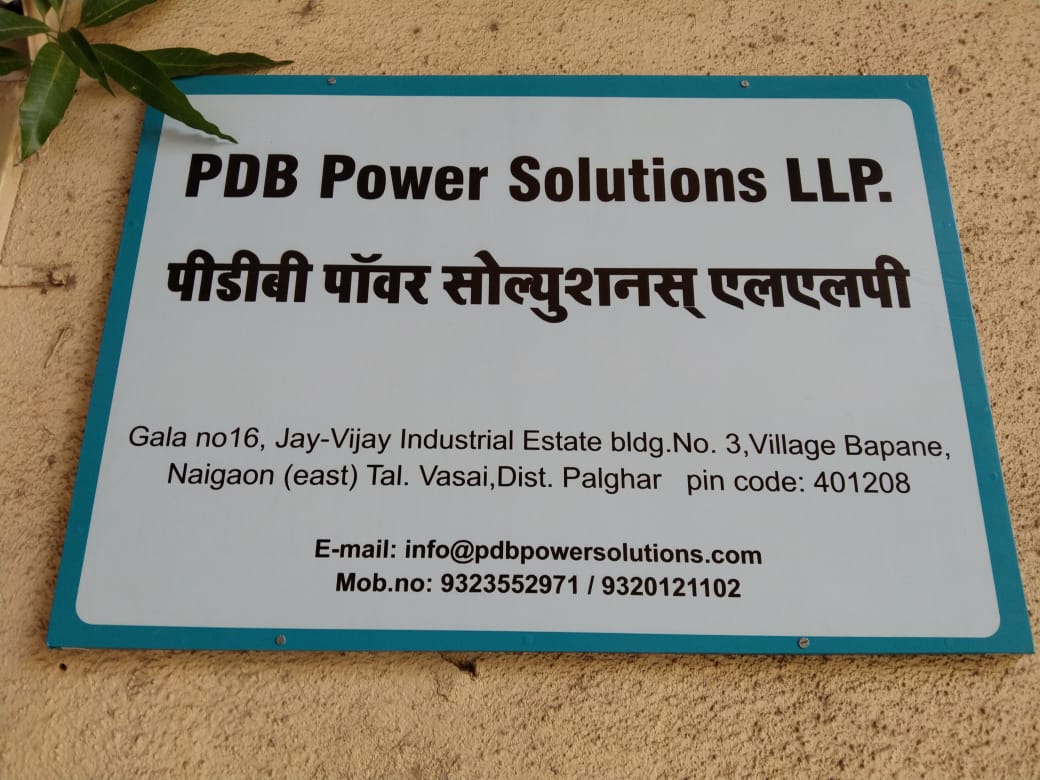 PDB Power Solutions LLP.
पीडीबी पॉवर सोल्युशनस् एलएलपी
Gala no16, Jay-Vijay Industrial Estate bldg.No. 3,Village Bapane,
Naigaon (east) Tal. Vasai,Dist. Palghar pin code: 401208
E-mail: info@pdbpowersolutions.com
Mob.no: 9323552971 / 9320121102